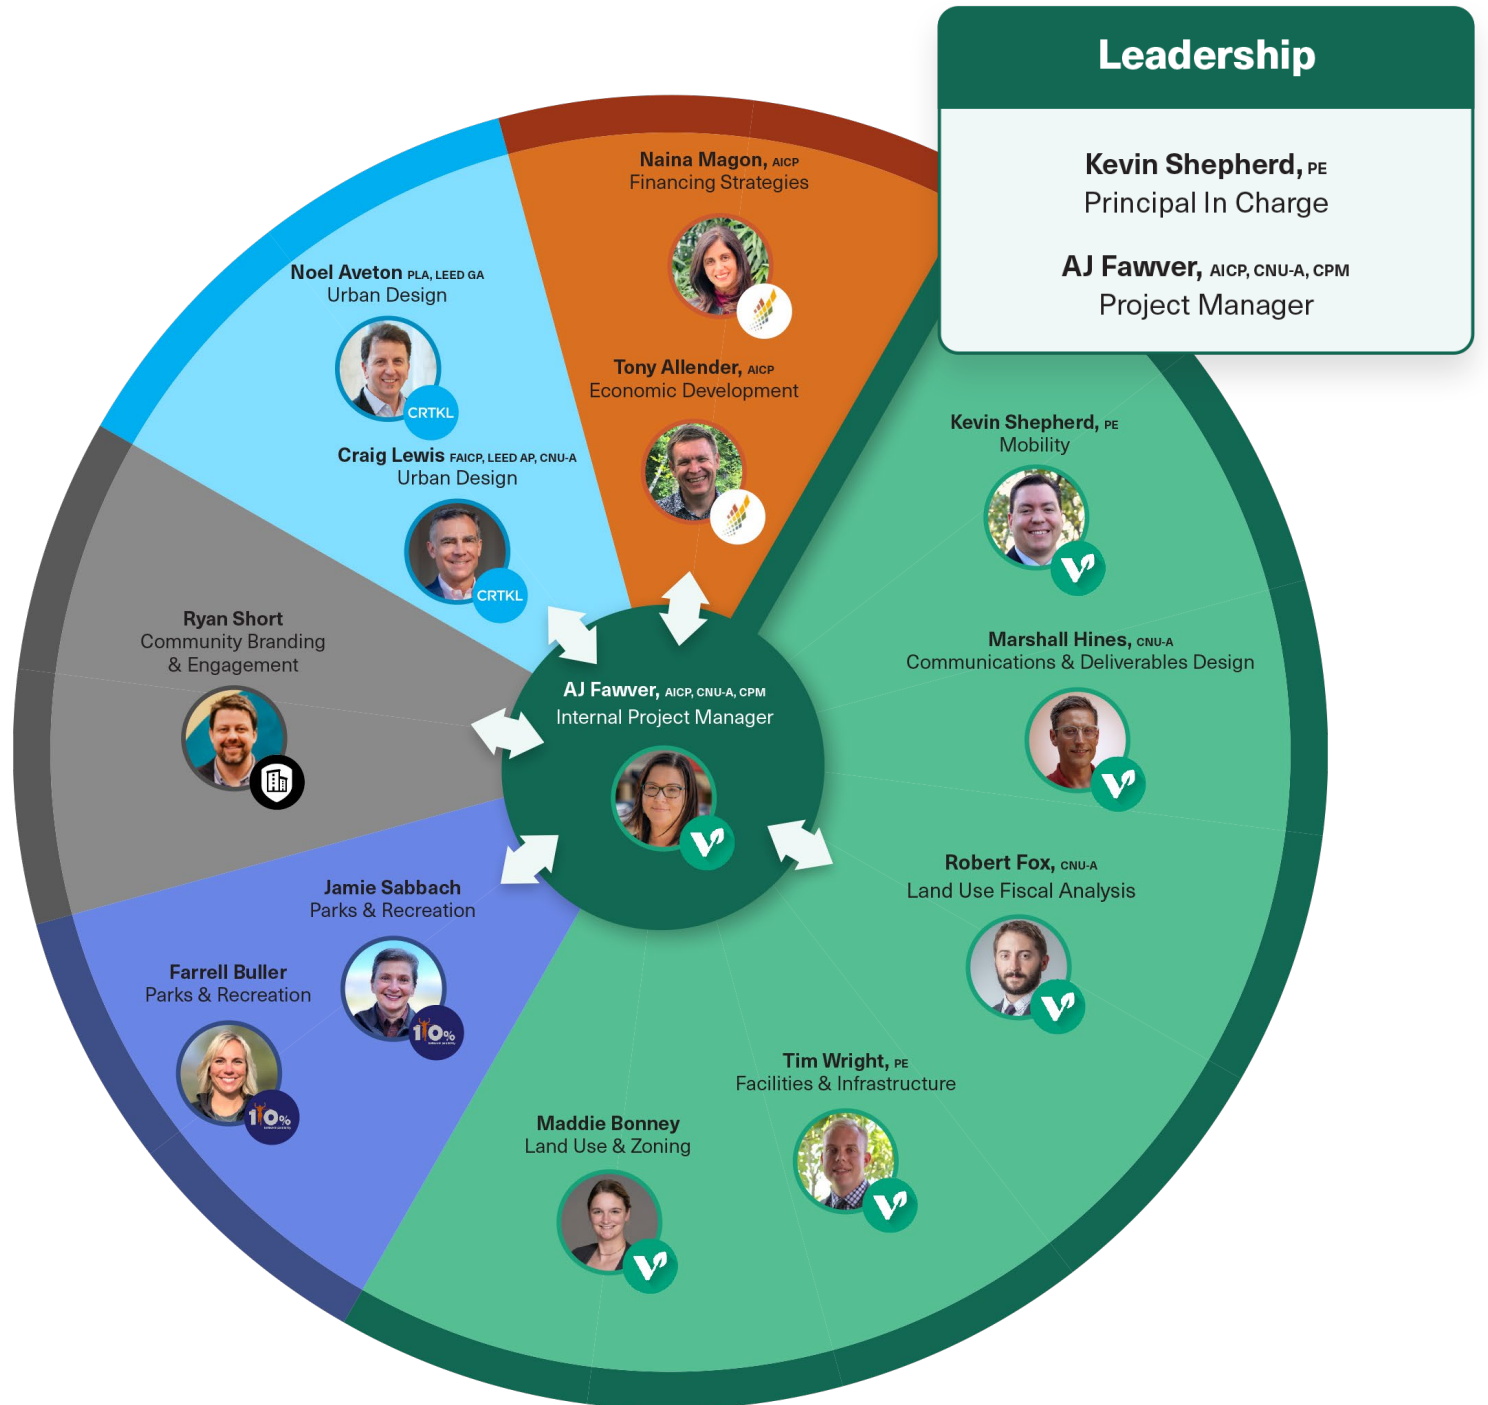 Leadership
Kevin Shepherd, PE
Principal In Charge
AJ Fawver, AICP, CNU-A, CPM
Project Manager
Naina Magon, AICP
Financing Strategies
Tony Allender, AICP
Economic Development
Noel Aveton PLA, LEED GA
Urban Design
CRTKL
Craig Lewis FAICP, LEED AP, CNU-A
Urban Design
CRTKL
Kevin Shepherd, PE
Mobility
Marshall Hines, CNU-A
Communications & Deliverables Design
Ryan Short
Community Branding
& Engagement
AJ Fawver, AICP, CNU-A, CPM
Internal Project Manager
Robert Fox, CNU-A
Land Use Fiscal Analysis
Jamie Sabbach
Parks & Recreation
110%
Farrell Buller
Parks & Recreation
110%
Tim Wright, PE
Facilities & Infrastructure
Maddie Bonney
Land Use & Zoning